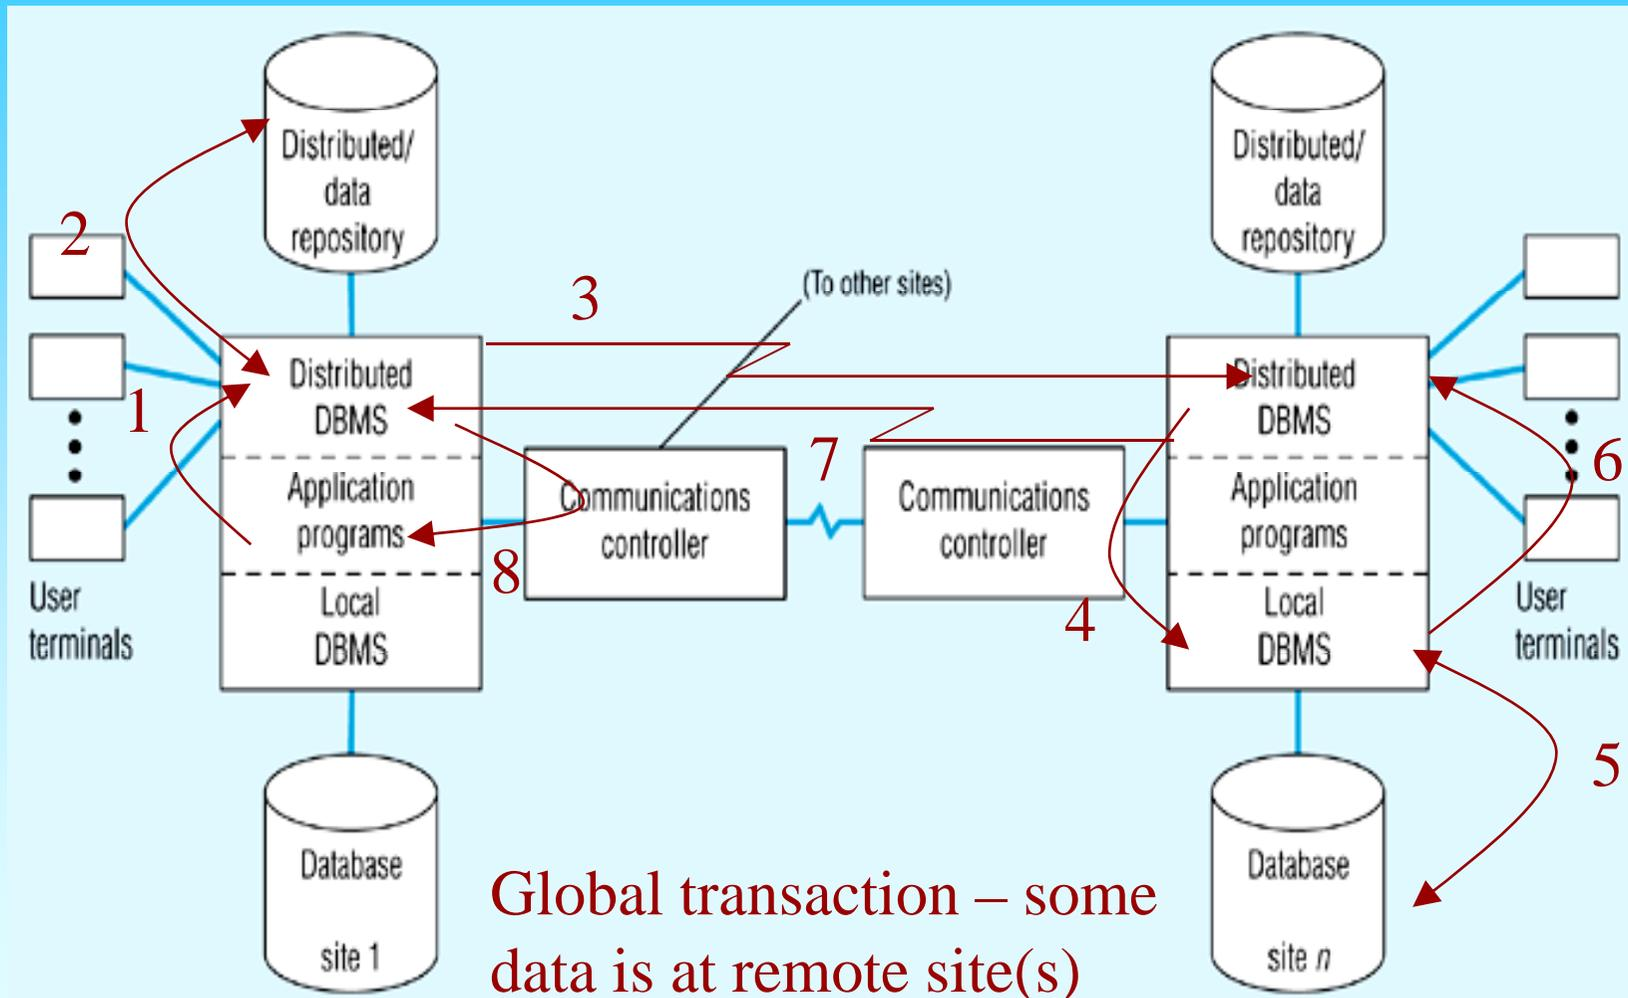 Distributed/
data
repository
Distributed/
data
repository
2
3
(To other sites)
1
Distributed
DBMS
Application
programs
Local
DBMS
User
terminals
8
Communications
controller
7
Communications
controller
4
Distributed
DBMS
Application
programs
Local
DBMS
6
User
terminals
5
Database
site 1
Global transaction – some
data is at remote site(s)
Database
site n